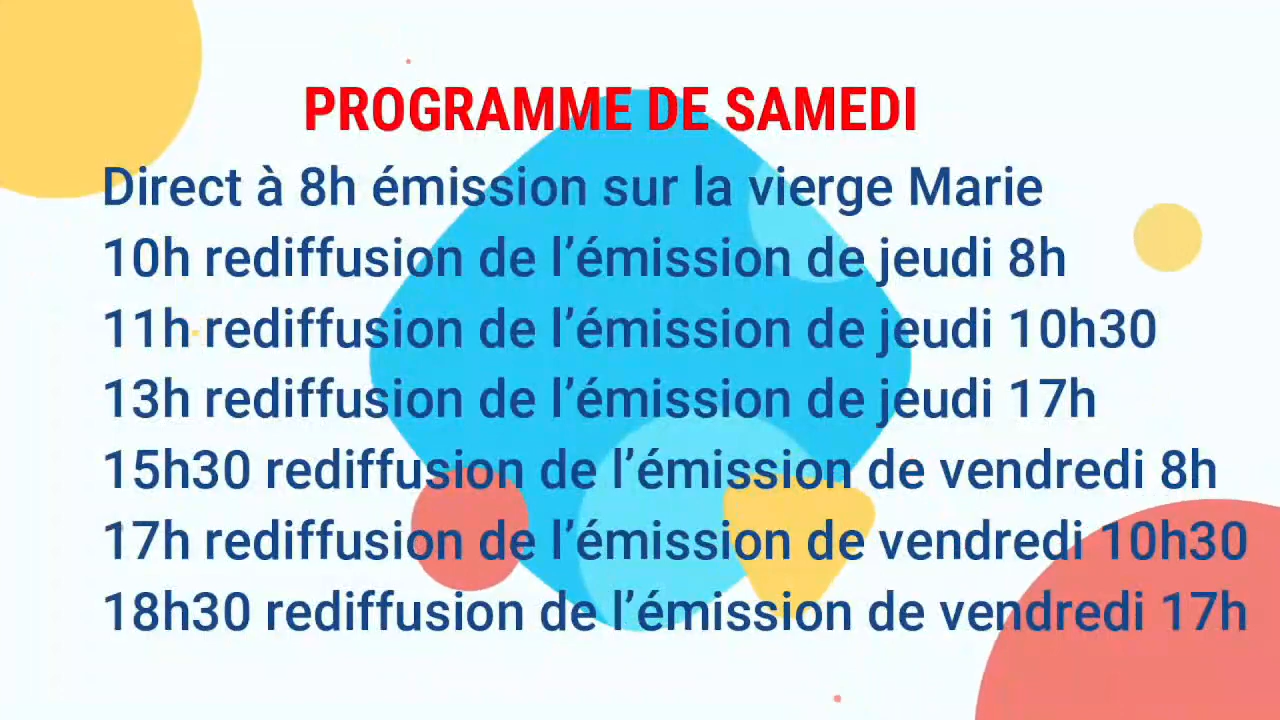 PROGRAMME DE SAMEDI
Direct à 8h émission sur la vierge Marie
10h rediffusion de l’émission de jeudi 8h
11h rediffusion de l’émission de jeudi 10h30
13h rediffusion de l’émission de jeudi 17h
15h30 rediffusion de l’émission de vendredi 8h
17h rediffusion de l’émission de vendredi 10h30
18h30 rediffusion de l’émission de vendredi 17h